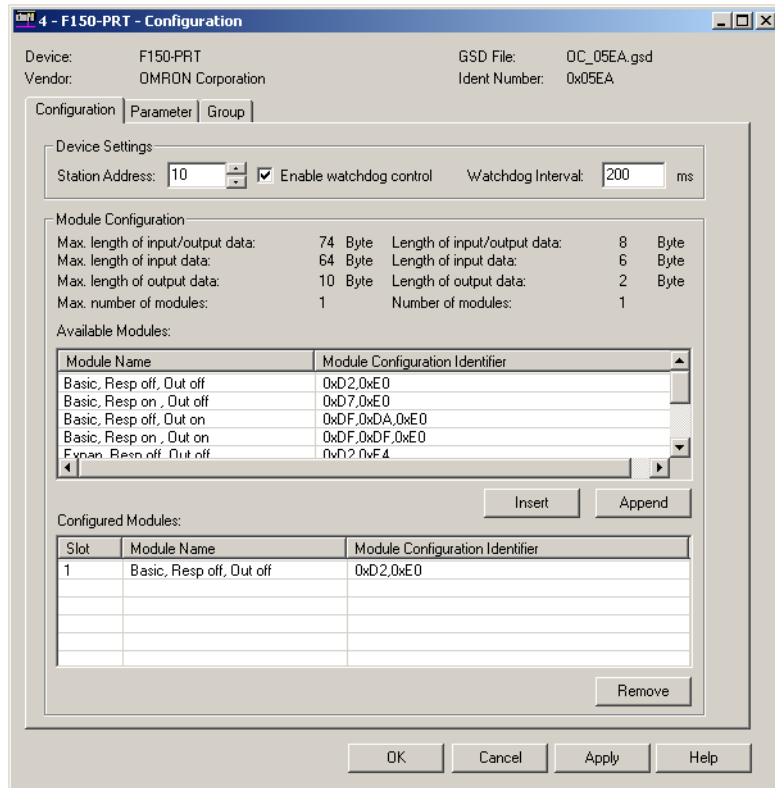 4 - F150-PRT - Configuration
Device: F150-PRT GSD File: OC_05EA.gsd
Vendor: OMRON Corporation Ident Number: 0x05EA
Configuration Parameter Group
Device Settings
Station Address: 10 Enable watchdog control Watchdog Interval: 200 ms
Module Configuration
Max. length of input/output data: 74 Byte Length of input/output data: 8 Byte
Max. length of input data: 64 Byte Length of input data: 6 Byte
Max. length of output data: 10 Byte Length of output data: 2 Byte
Max. number of modules: 1 Number of modules: 1
Available Modules:
Module Name Module Configuration Identifier
Basic, Resp off, Out off 0xD2,0xE0
Basic, Resp on , Out off 0xD7,0xE0
Basic, Resp off, Out on 0xDF,0xDA,0xE0
Basic, Resp on , Out on 0xDF,0xDF,0xE0
Expan, Resp off, Out off 0xD2,0xE4
Insert Append
Configured Modules:
Slot Module Name Module Configuration Identifier
1 Basic, Resp off, Out off 0xD2,0xE0
Remove
OK Cancel Apply Help